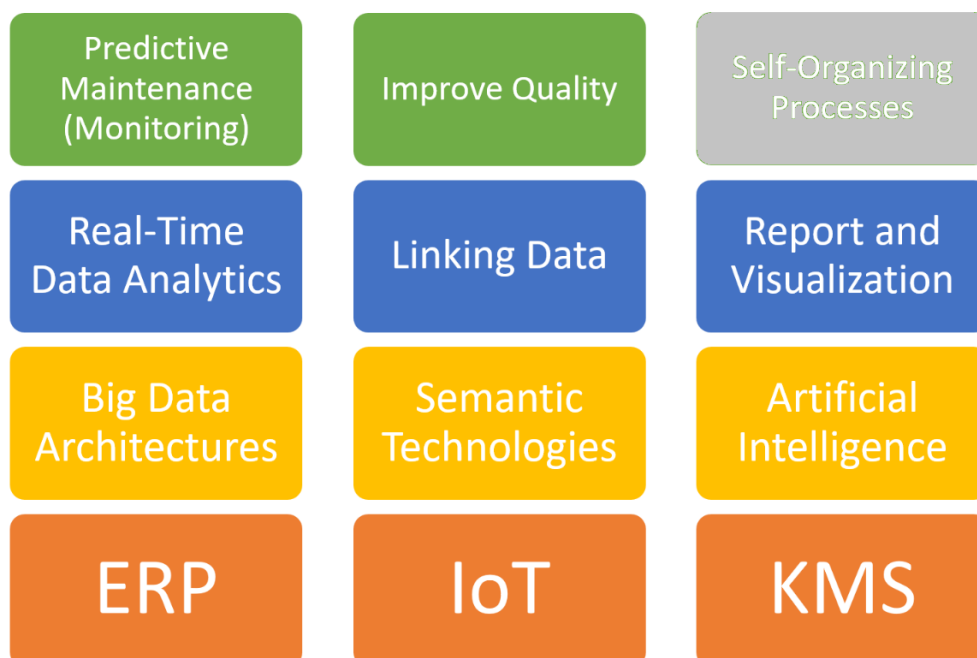 Predictive
Maintenance
(Monitoring)
Improve Quality
Self-Organizing
Processes
Real-Time
Data Analytics
Linking Data
Report and
Visualization
Big Data
Architectures
Semantic
Technologies
Artificial
Intelligence
ERP
IoT
KMS